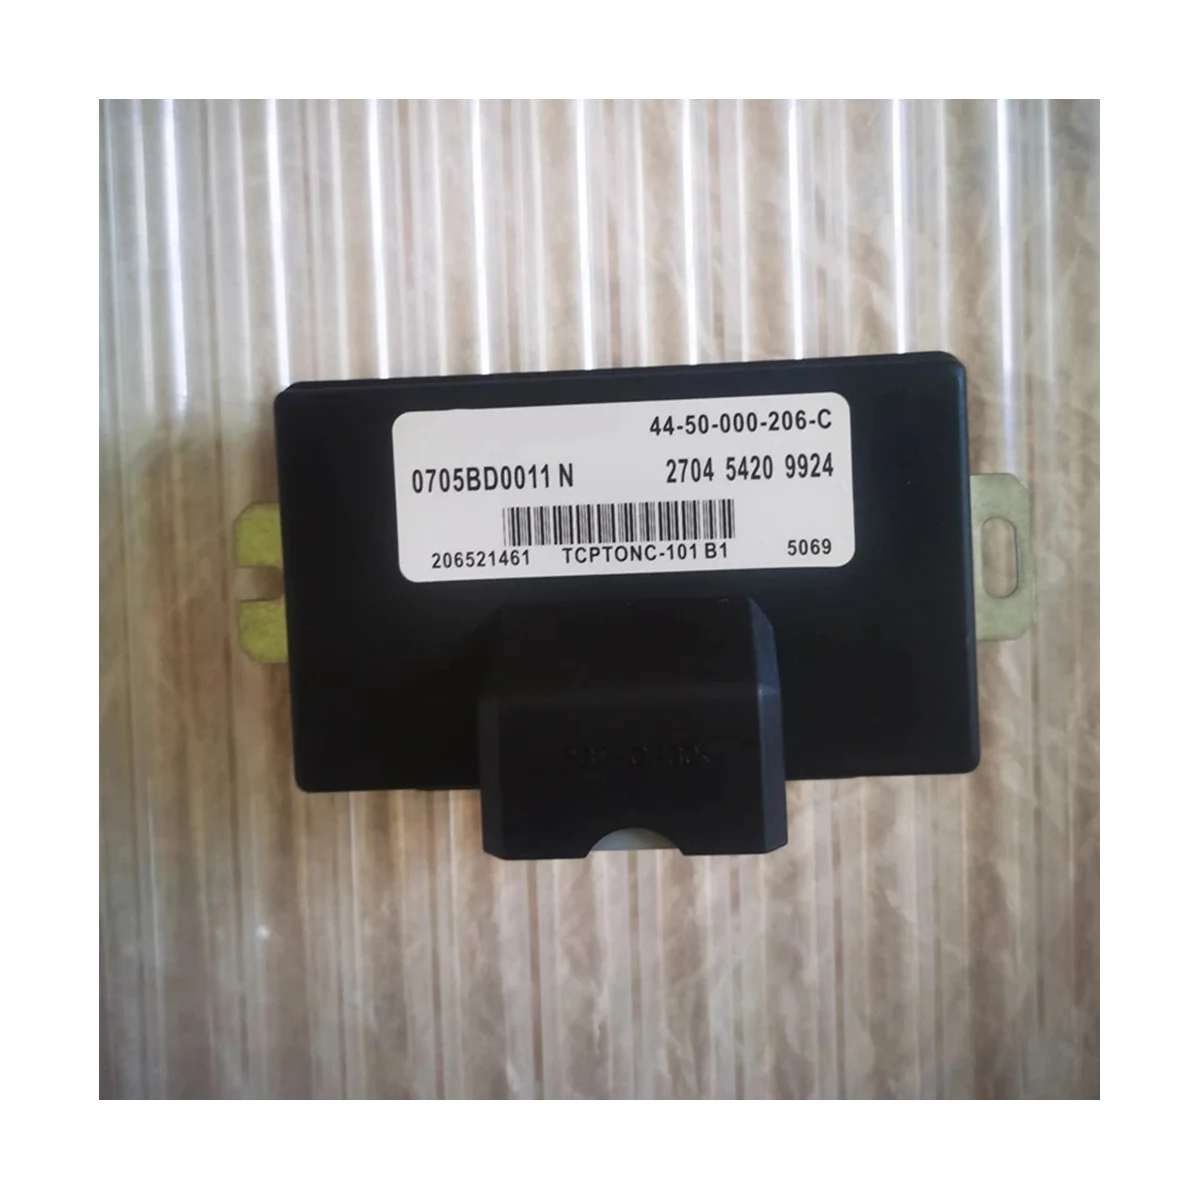 44-50-000-206-C
0705BD0011 N 2704 5420 9924
206521461 TCPTONC-101 B1 5069